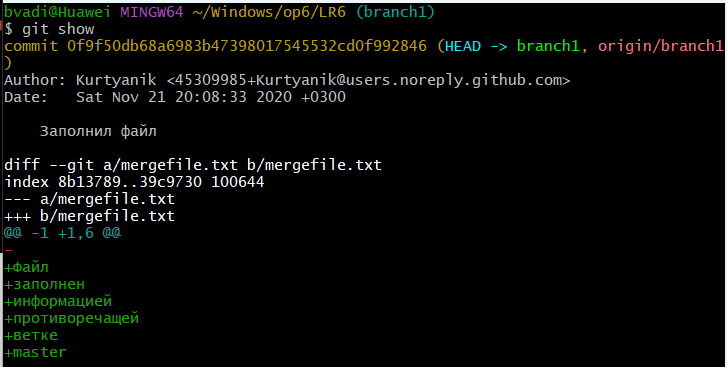 bvadi@Huawei MINGW64 ~/Windows/op6/LR6 (branch1)
$ git show
commit 0f9f50db68a6983b47398017545532cd0f992846 (HEAD -> branch1, origin/branch1
)
Author: Kurtyanik <45309985+Kurtyanik@users.noreply.github.com>
Date:   Sat Nov 21 20:08:33 2020 +0300

    Заполнил файл

diff --git a/mergefile.txt b/mergefile.txt
index 8b13789..39c9730 100644
--- a/mergefile.txt
+++ b/mergefile.txt
@@ -1 +1,6 @@
-
+Файл
+заполнен
+информацией
+противоречащей
+ветке
+master